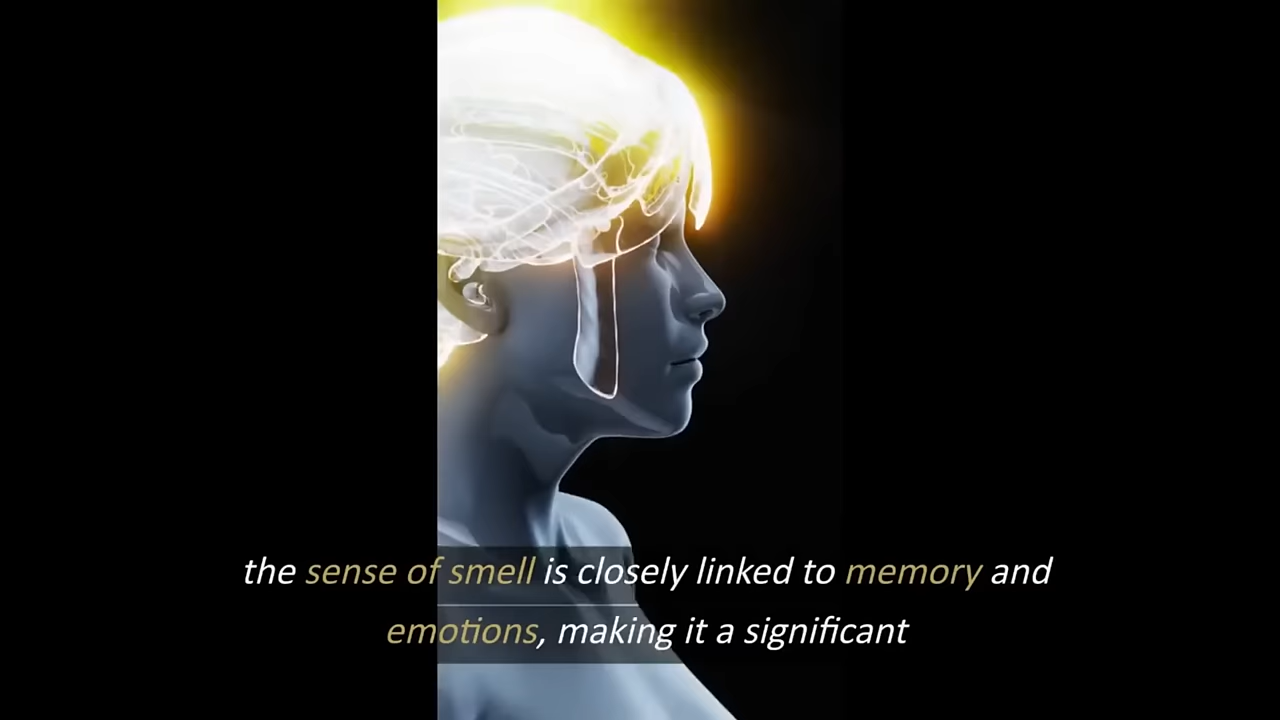 the sense of smell is closely linked to memory and
emotions, making it a significant